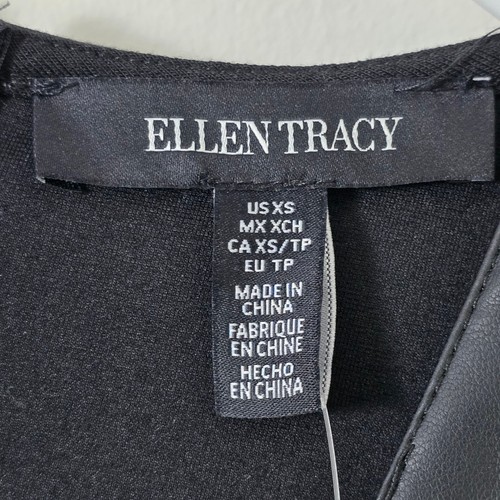 ELLEN TRACY
US XS
MX XCH
CA XS/TP
EU TP
MADE IN
CHINA
FABRIQUE
EN CHINE
HECHO
EN CHINA